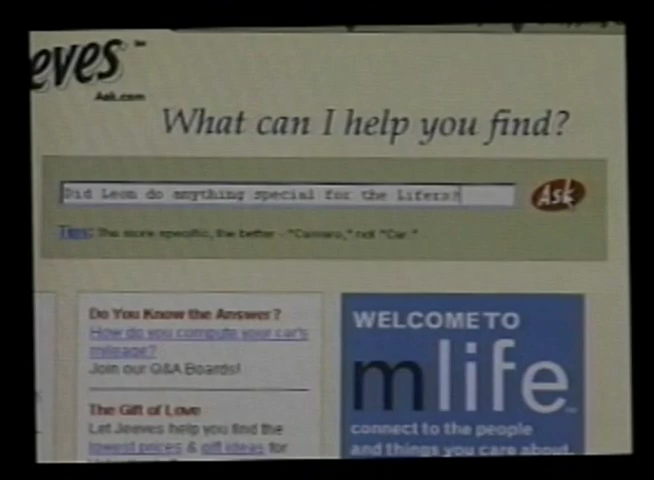 eves
Ask.com
What can I help you find?
Did Leon do anything special for the Lifers?
Ask
Tips: the more specific, the better - "Camaro," not "Car."
Do You Know the Answer?
How do you compute your car's
mileage?
Join our Q&A Boards!
The Gift of Love
Let Jeeves help you find the
lowest prices & gift ideas for
WELCOME TO
mlife
connect to the people
and things you care about.